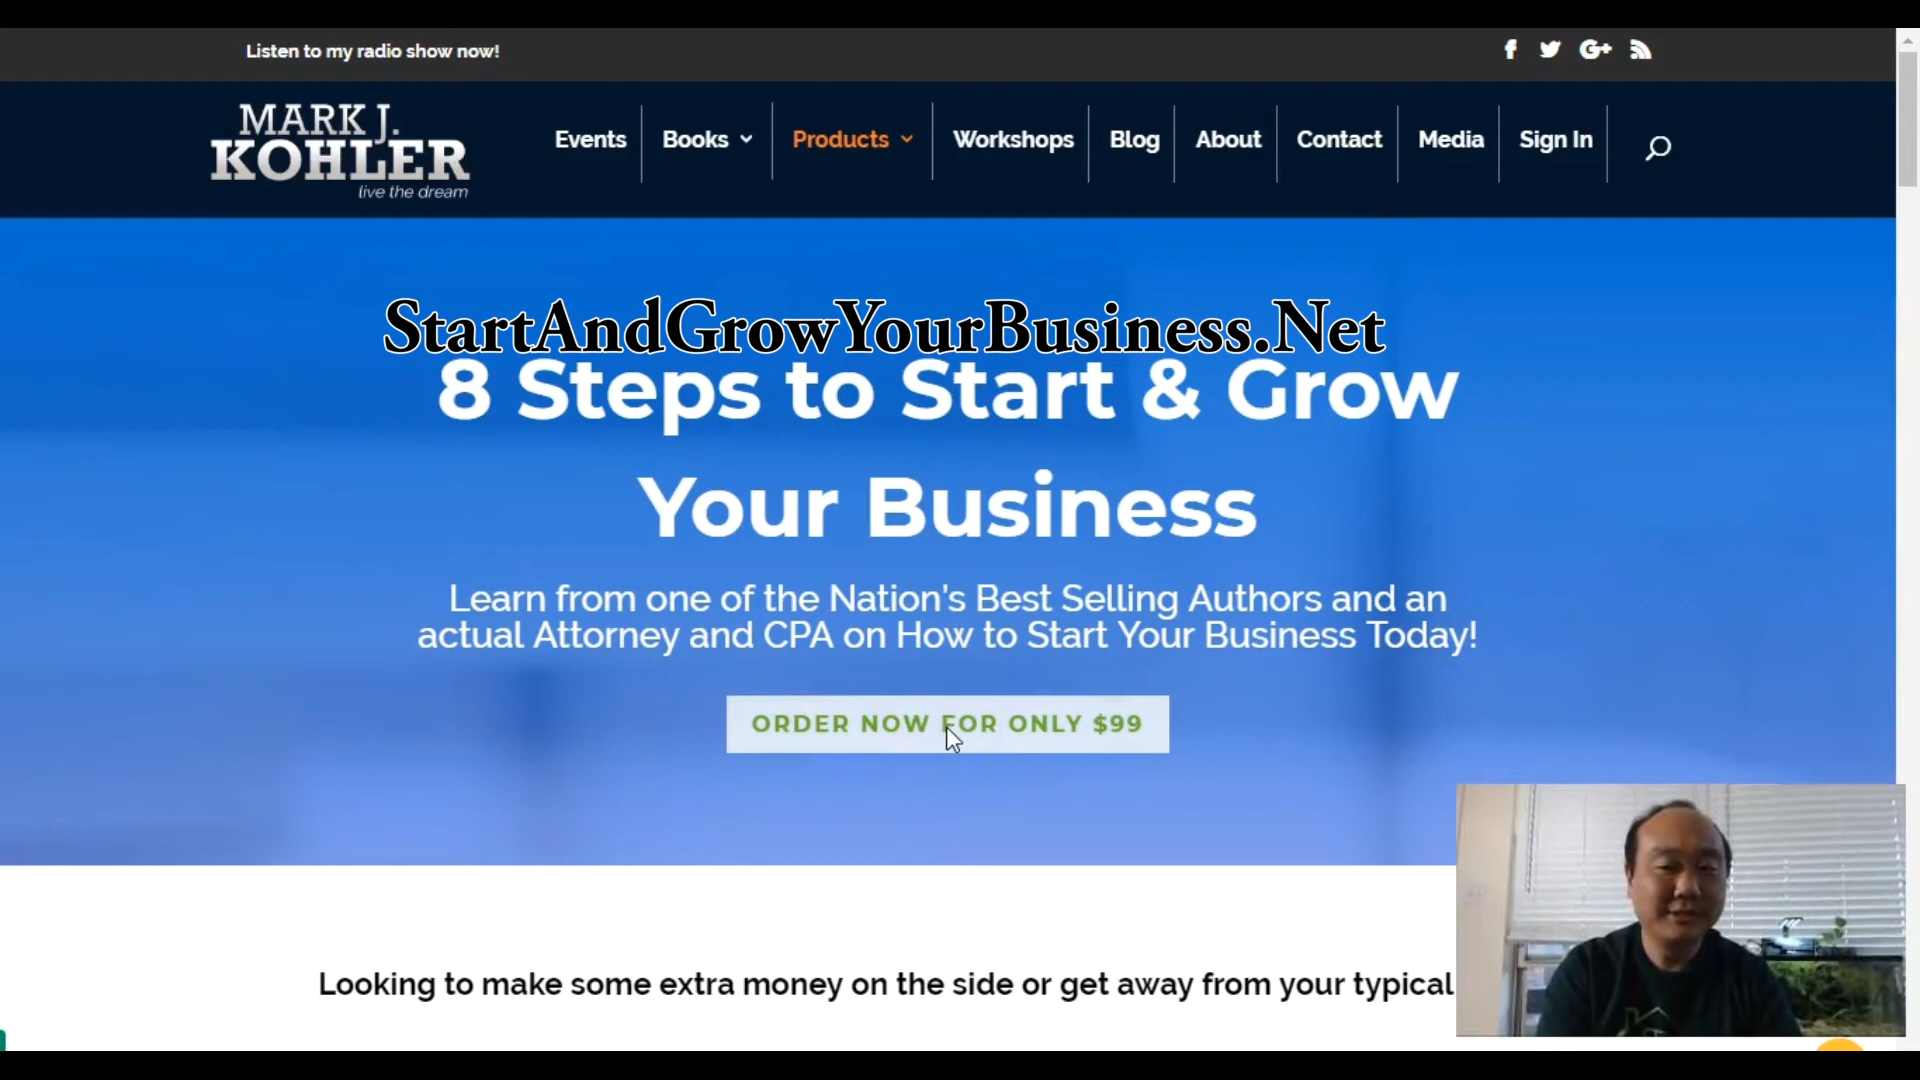 Listen to my radio show now!
MARK J.
KOHLER
live the dream
Events
Books
Products
Workshops
Blog
About
Contact
Media
Sign In
StartAndGrowYourBusiness.Net
8 Steps to Start & Grow
Your Business
Learn from one of the Nation's Best Selling Authors and an
actual Attorney and CPA on How to Start Your Business Today!
ORDER NOW FOR ONLY $99
Looking to make some extra money on the side or get away from your typical